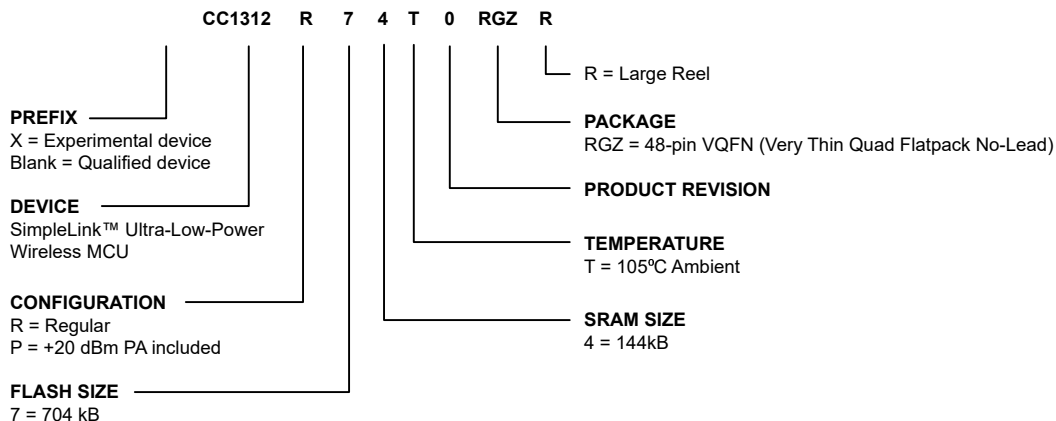 CC1312 R 7 4 T 0 RGZ R
R = Large Reel
PREFIX
X = Experimental device
Blank = Qualified device
PACKAGE
RGZ = 48-pin VQFN (Very Thin Quad Flatpack No-Lead)
PRODUCT REVISION
DEVICE
SimpleLink™ Ultra-Low-Power
Wireless MCU
TEMPERATURE
T = 105ºC Ambient
CONFIGURATION
R = Regular
P = +20 dBm PA included
SRAM SIZE
4 = 144kB
FLASH SIZE
7 = 704 kB